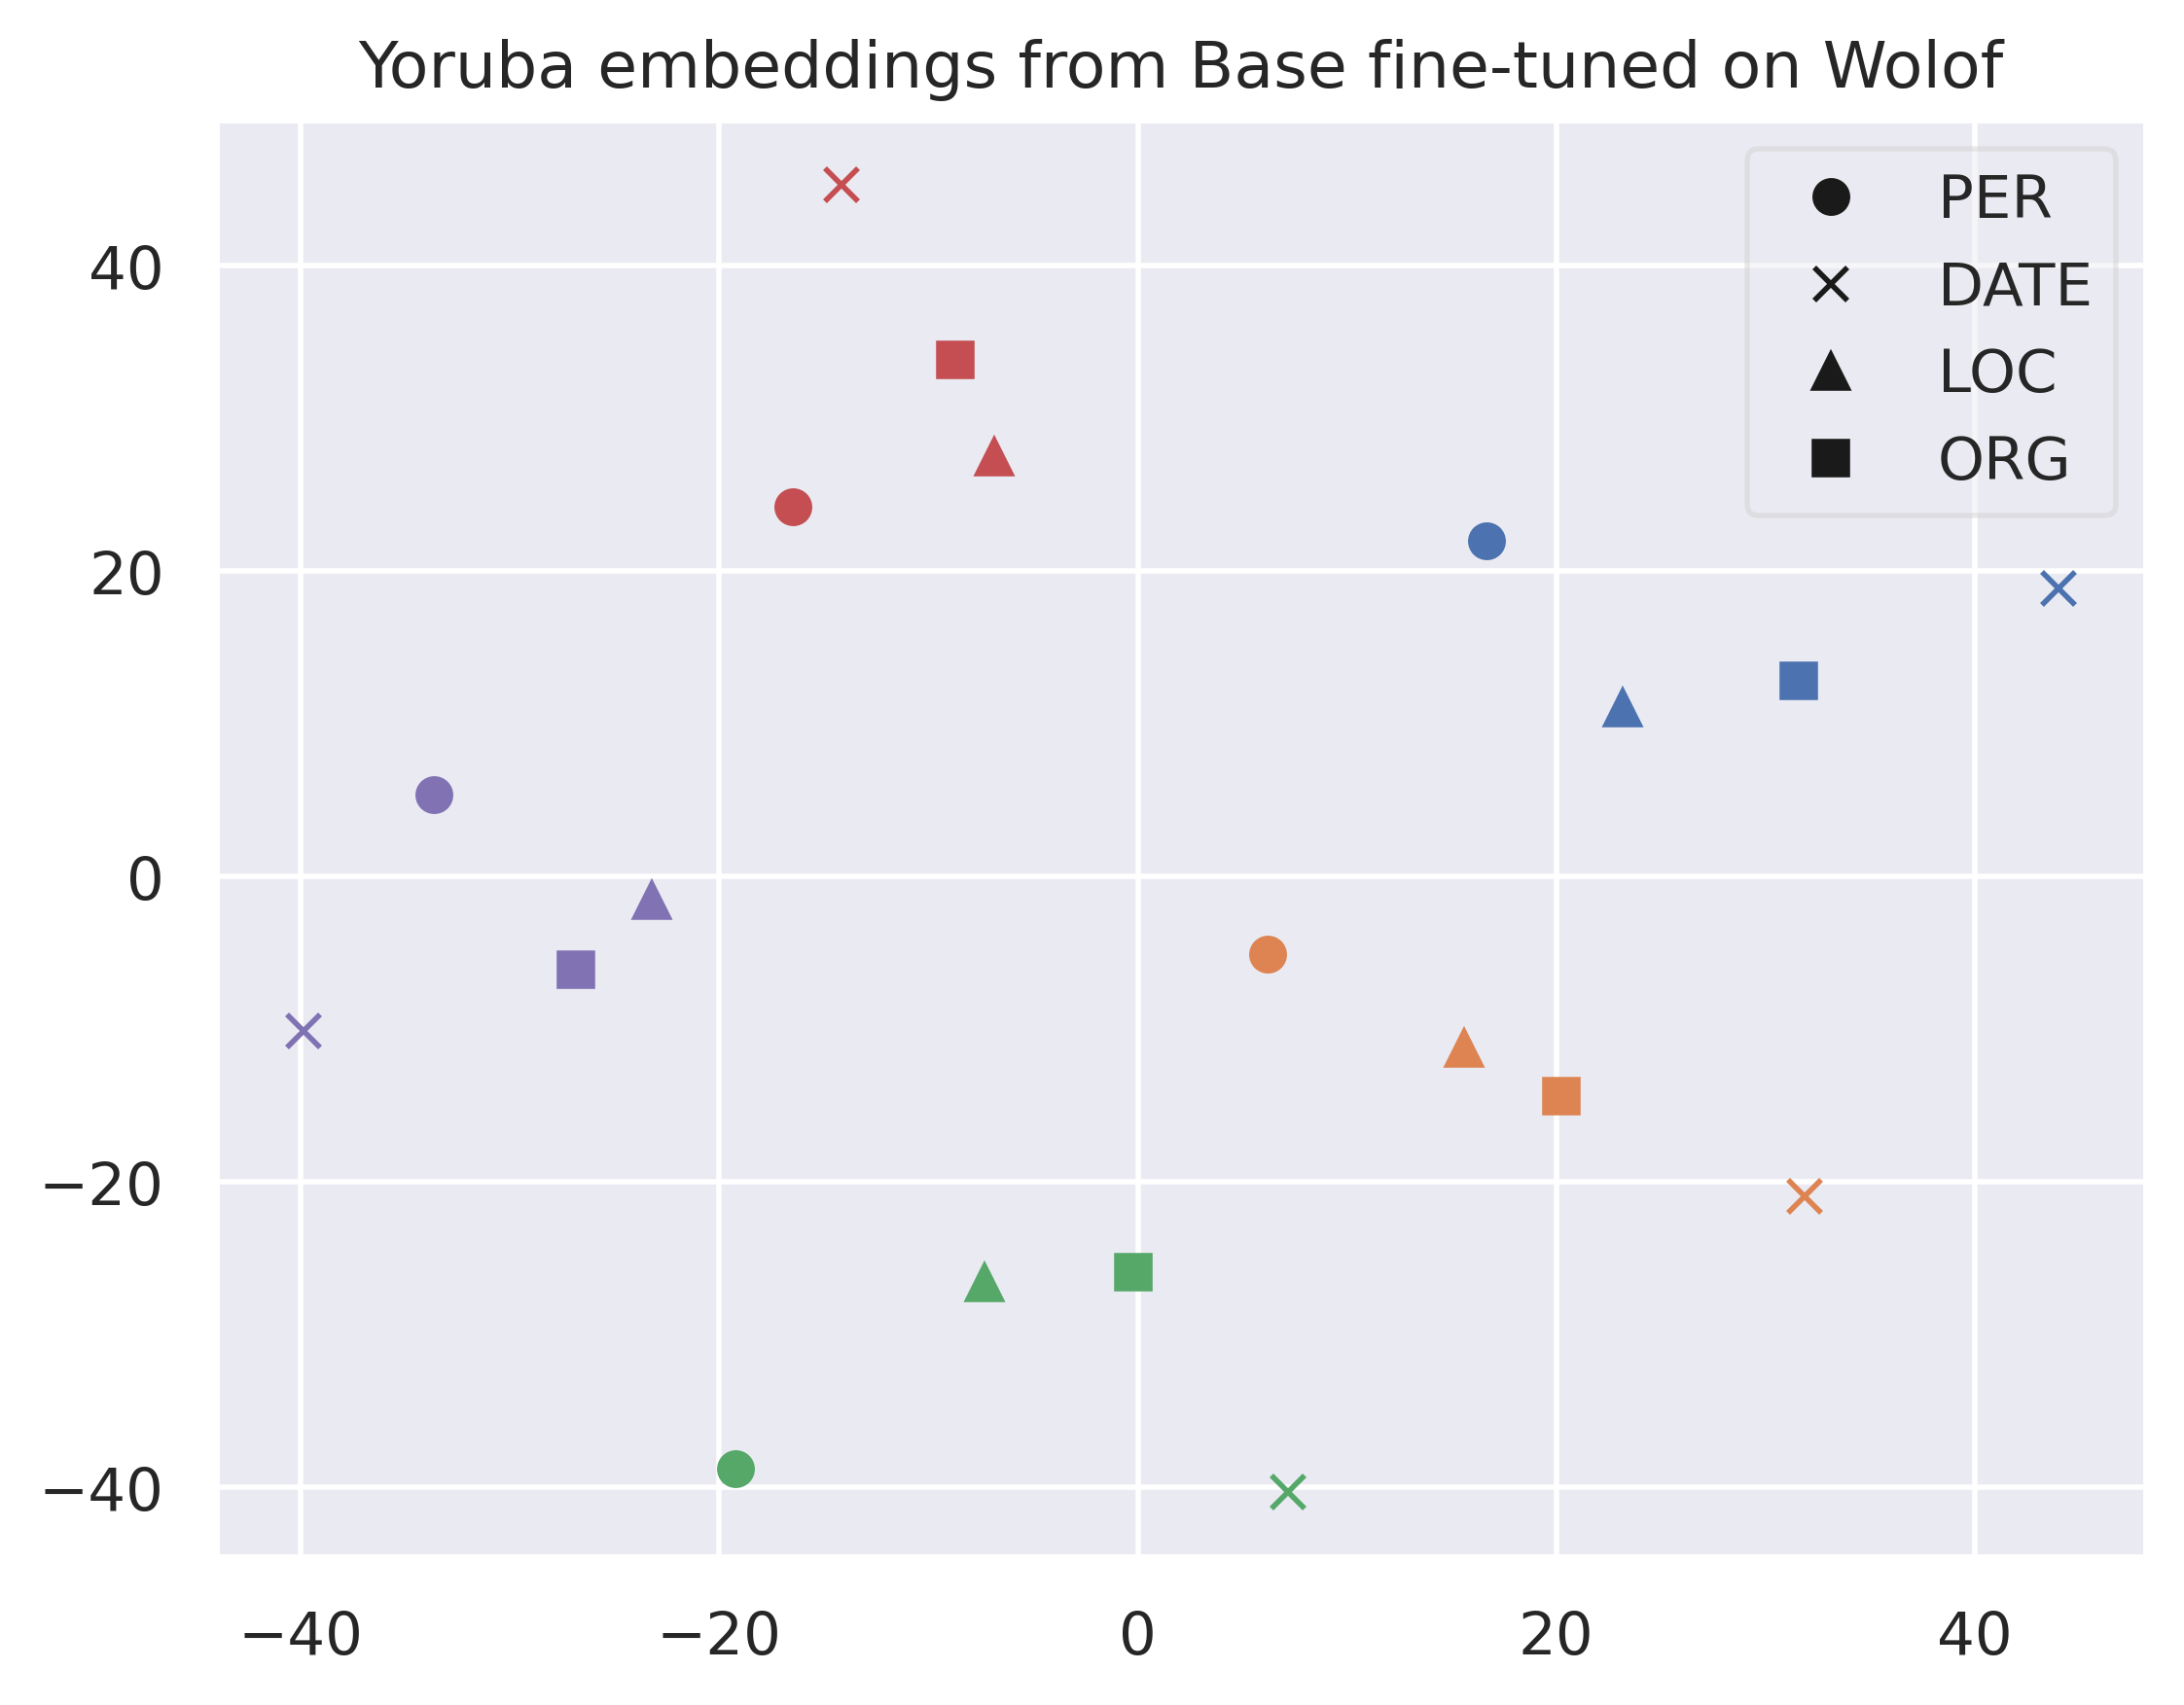 Yoruba embeddings from Base fine-tuned on Wolof
PER
DATE
LOC
ORG
40
20
0
−20
−40
−40 −20 0 20 40